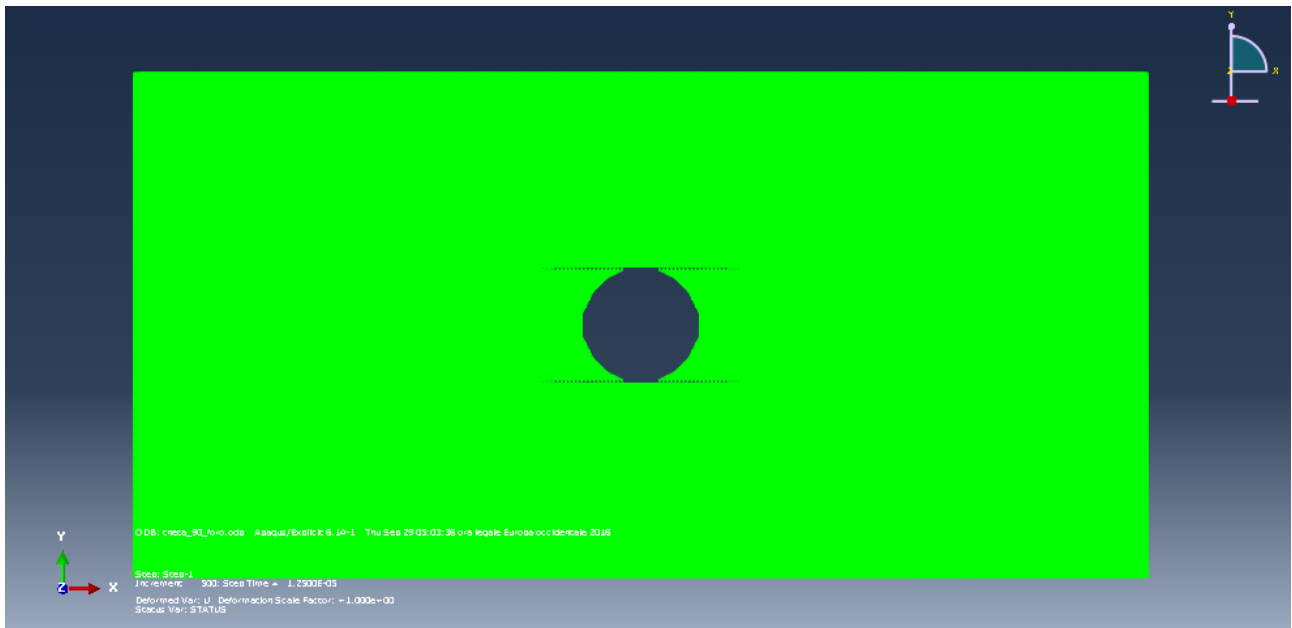 Y
X
Z
ODB: cneca_90_foro.odb Abaqus/Explicit 6.14-1 Thu Sep 29 05:03:36 ora legale Europa occidentale 2016
Y
Z X
Step: Step-1
Increment 500: Step Time = 1.2500E-05
Deformed Var: U Deformation Scale Factor: +1.000e+00
Status Var: STATUS